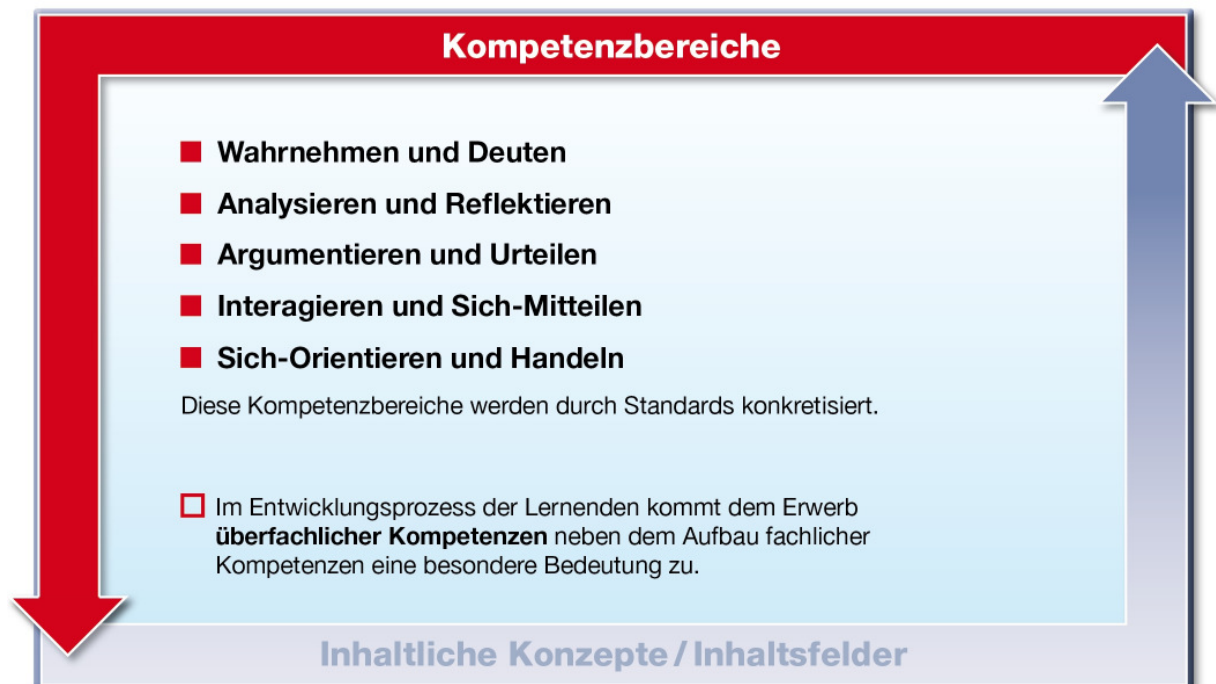 Kompetenzbereiche
Wahrnehmen und Deuten
Analysieren und Reflektieren
Argumentieren und Urteilen
Interagieren und Sich-Mitteilen
Sich-Orientieren und Handeln
Diese Kompetenzbereiche werden durch Standards konkretisiert.
Im Entwicklungsprozess der Lernenden kommt dem Erwerb
überfachlicher Kompetenzen neben dem Aufbau fachlicher
Kompetenzen eine besondere Bedeutung zu.
Inhaltliche Konzepte / Inhaltsfelder